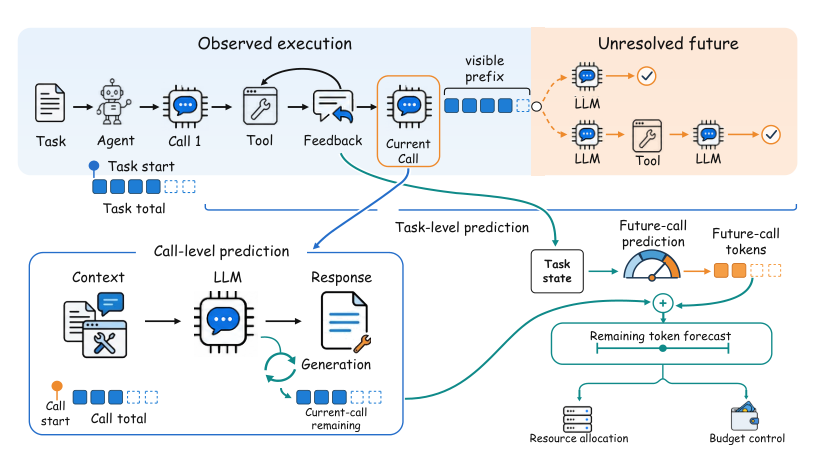 Observed execution
Unresolved future
visible
prefix
Task
Agent
Call 1
Tool
Feedback
Current
Call
LLM
LLM
Tool
LLM
Task start
Task total
Task-level prediction
Call-level prediction
Context
LLM
Response
Generation
Call
start
Call total
Current-call
remaining
Task
state
Future-call
prediction
Future-call
tokens
+
Remaining token forecast
Resource allocation
Budget control